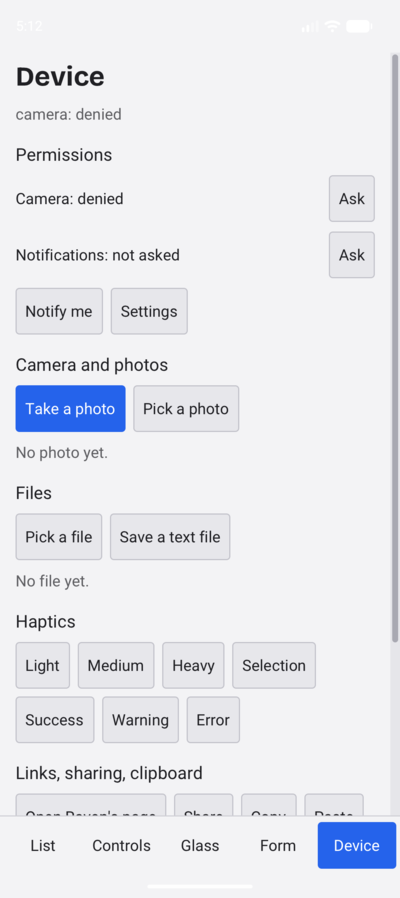 5:12
Device
camera: denied
Permissions
Camera: denied
Ask
Notifications: not asked
Ask
Notify me
Settings
Camera and photos
Take a photo
Pick a photo
No photo yet.
Files
Pick a file
Save a text file
No file yet.
Haptics
Light
Medium
Heavy
Selection
Success
Warning
Error
Links, sharing, clipboard
Share
Copy
Paste
List
Controls
Glass
Form
Device